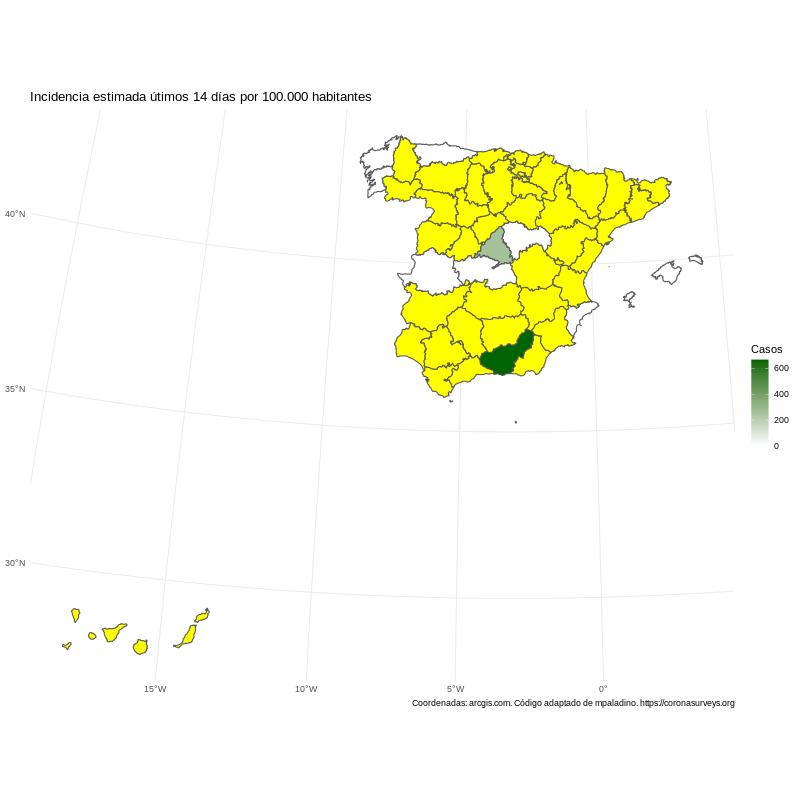 Incidencia estimada útimos 14 días por 100.000 habitantes
40°N
35°N
30°N
15°W
10°W
5°W
0°
Casos
600
400
200
0
Coordenadas: arcgis.com. Código adaptado de mpaladino. https://coronasurveys.org